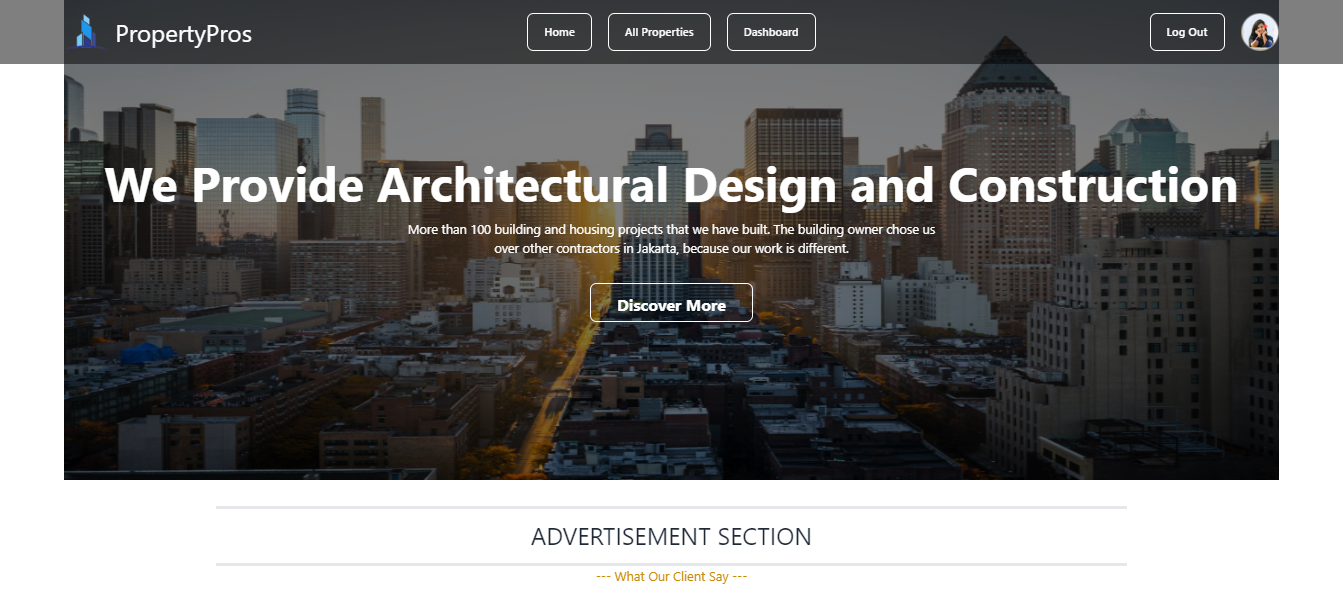 PropertyPros
Home
All Properties
Dashboard
Log Out
We Provide Architectural Design and Construction
More than 100 building and housing projects that we have built. The building owner chose us
over other contractors in Jakarta, because our work is different.
Discover More
ADVERTISEMENT SECTION
--- What Our Client Say ---